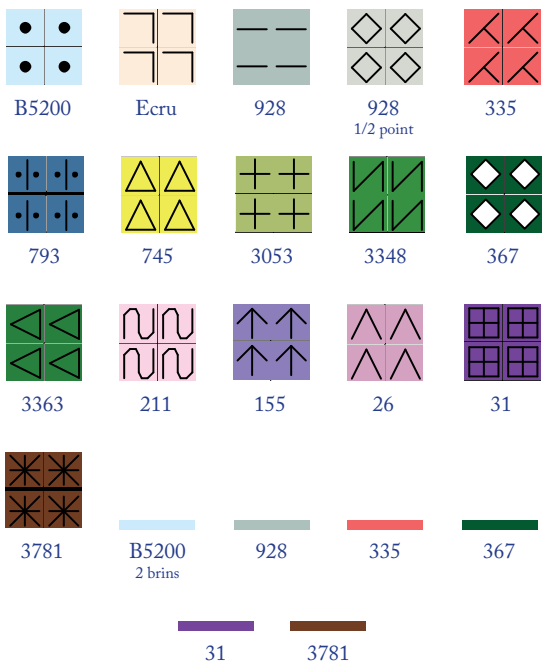 B5200 Ecru 928 928 335
1/2 point
793 745 3053 3348 367
3363 211 155 26 31
3781 B5200 928 335 367
2 brins
31 3781